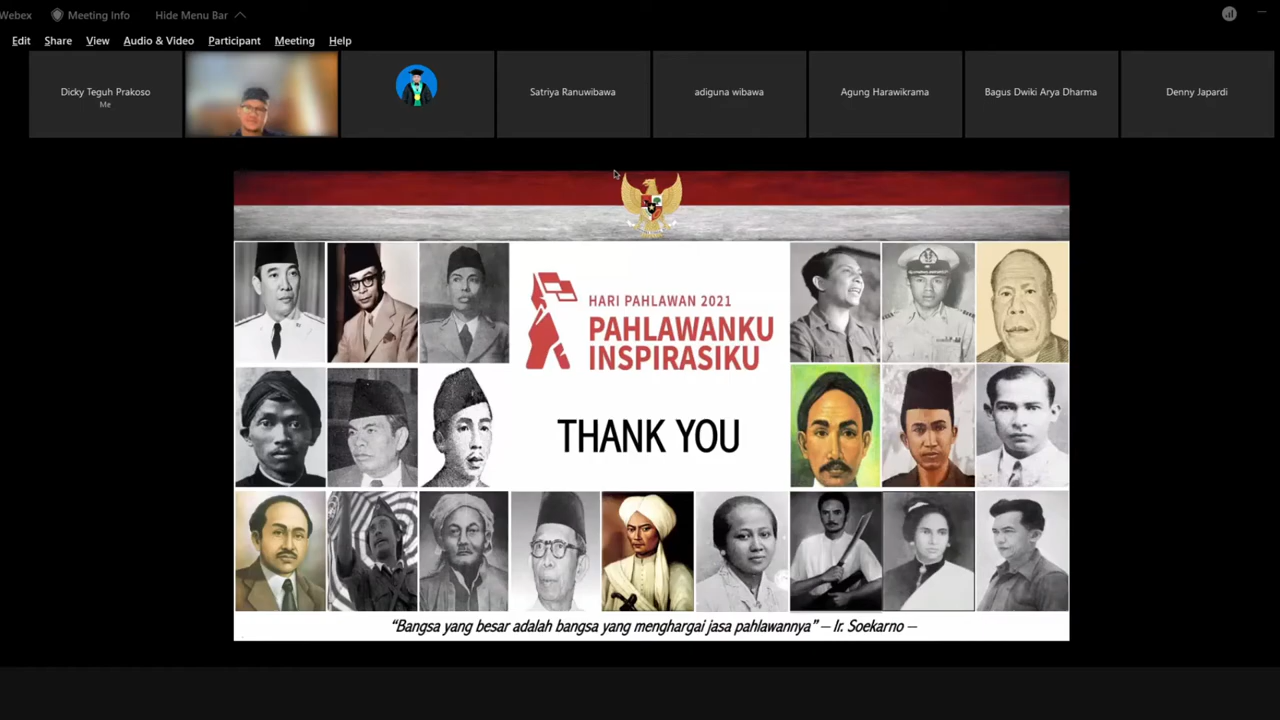 Webex
Meeting Info
Hide Menu Bar
Edit
Share
View
Audio & Video
Participant
Meeting
Help
Dicky Teguh Prakoso
Me
Satriya Ranuwibawa
adiguna wibawa
Agung Harawikrama
Bagus Dwiki Arya Dharma
Denny Japardi
HARI PAHLAWAN 2021
PAHLAWANKU
INSPIRASIKU
THANK YOU
“Bangsa yang besar adalah bangsa yang menghargai jasa pahlawannya” – Ir. Soekarno –